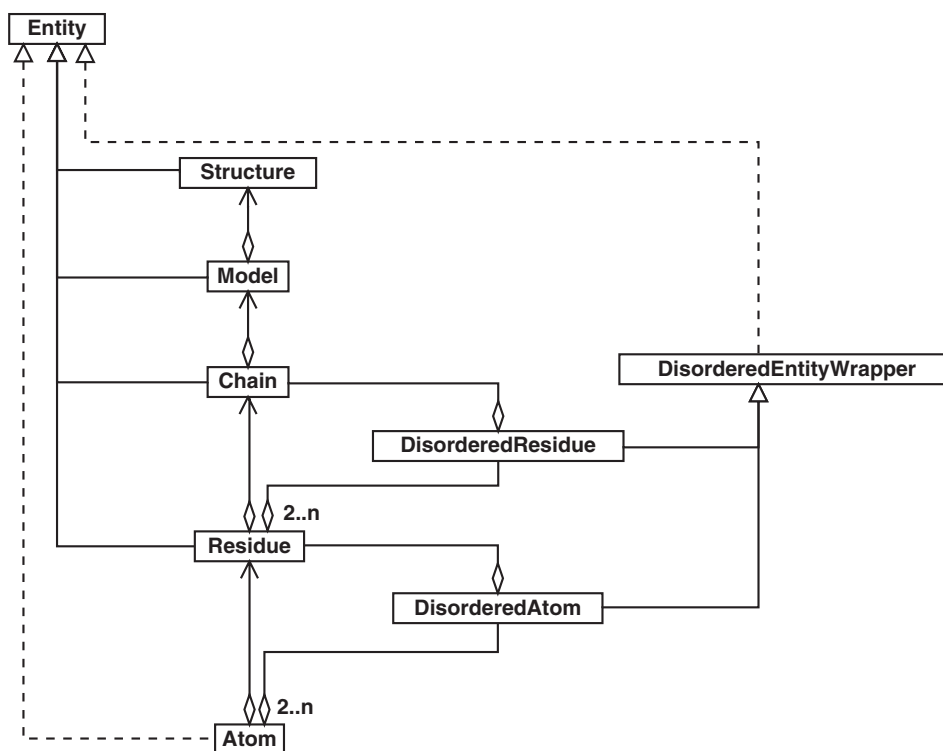 Entity
Structure
Model
DisorderedEntityWrapper
Chain
DisorderedResidue
2..n
Residue
DisorderedAtom
2..n
Atom